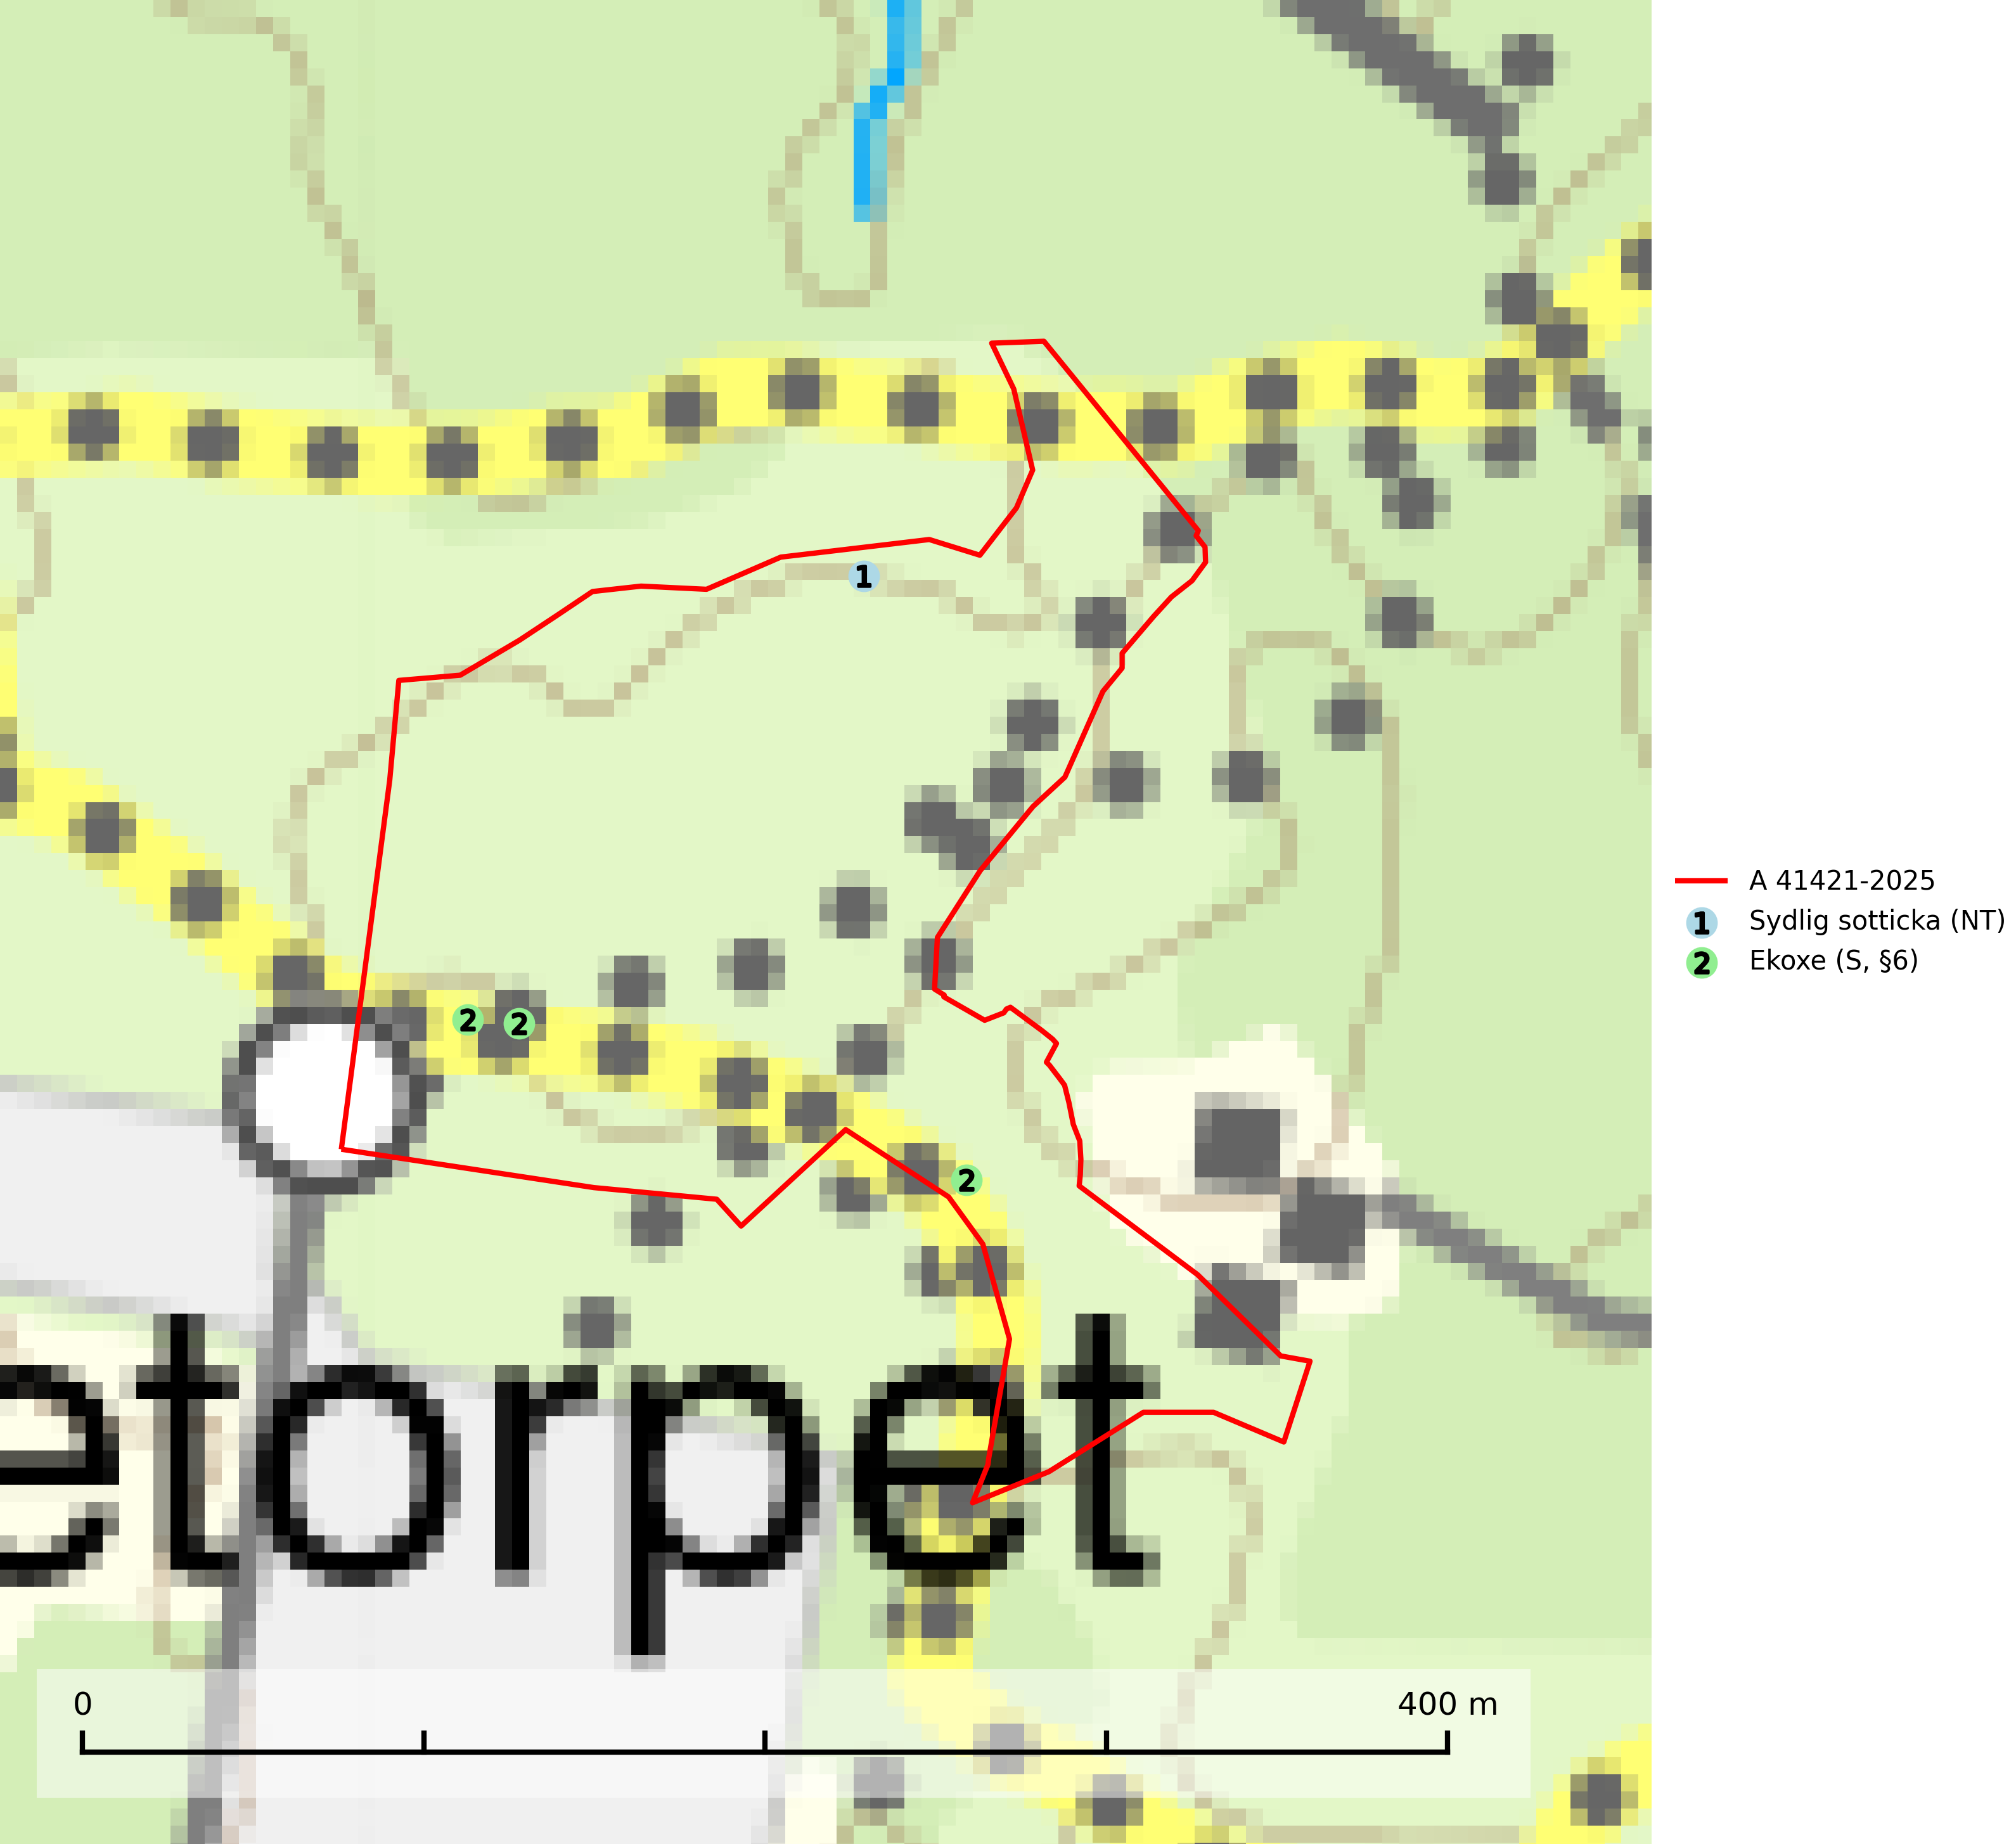 1
2
2
2
etorpet
0
400 m
A 41421-2025
1 Sydlig sotticka (NT)
2 Ekoxe (S, §6)